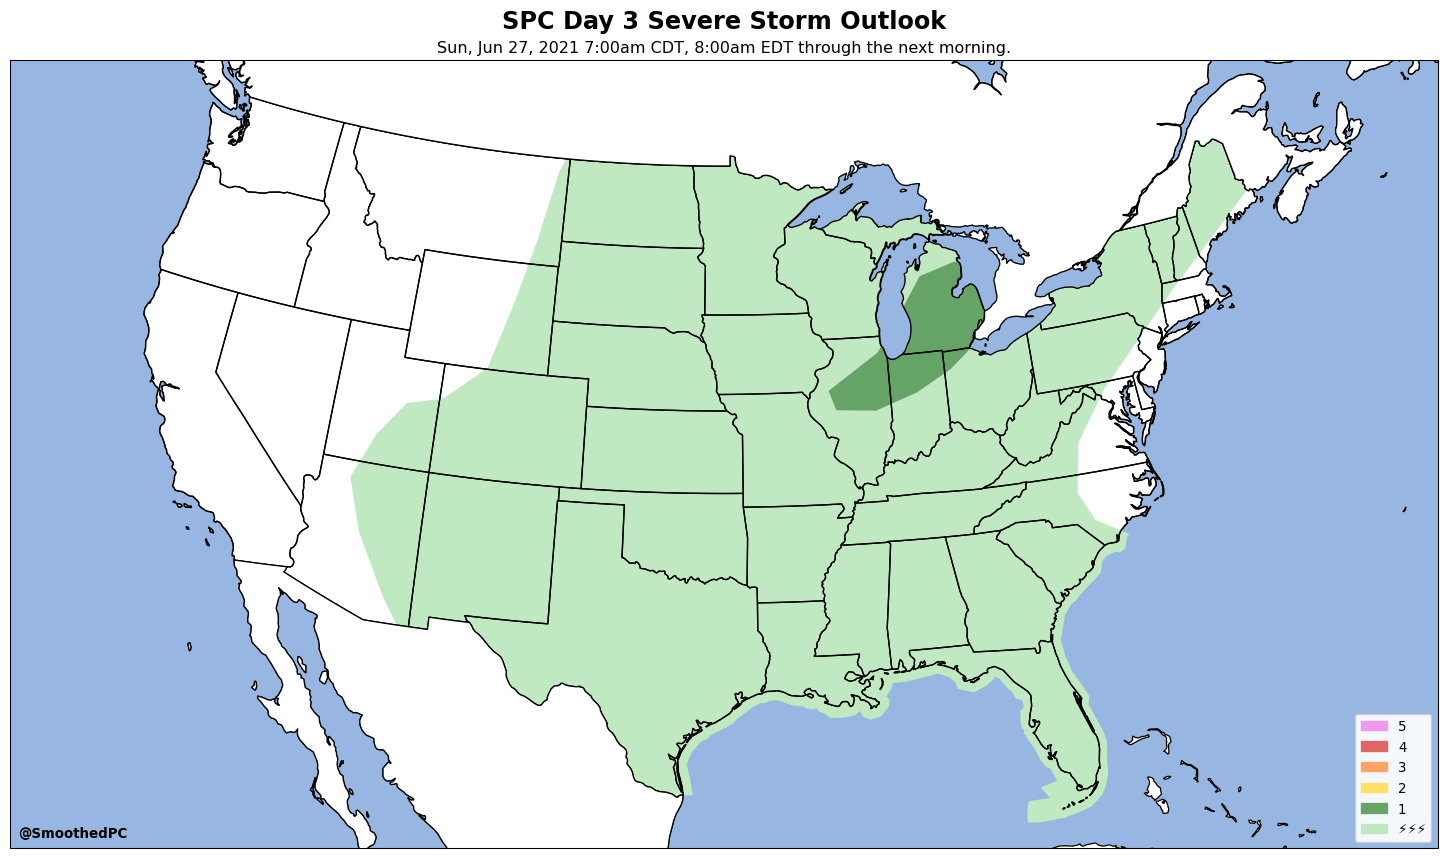 SPC Day 3 Severe Storm Outlook
Sun, Jun 27, 2021 7:00am CDT, 8:00am EDT through the next morning.
5
4
3
2
1
⚡⚡⚡
@SmoothedPC